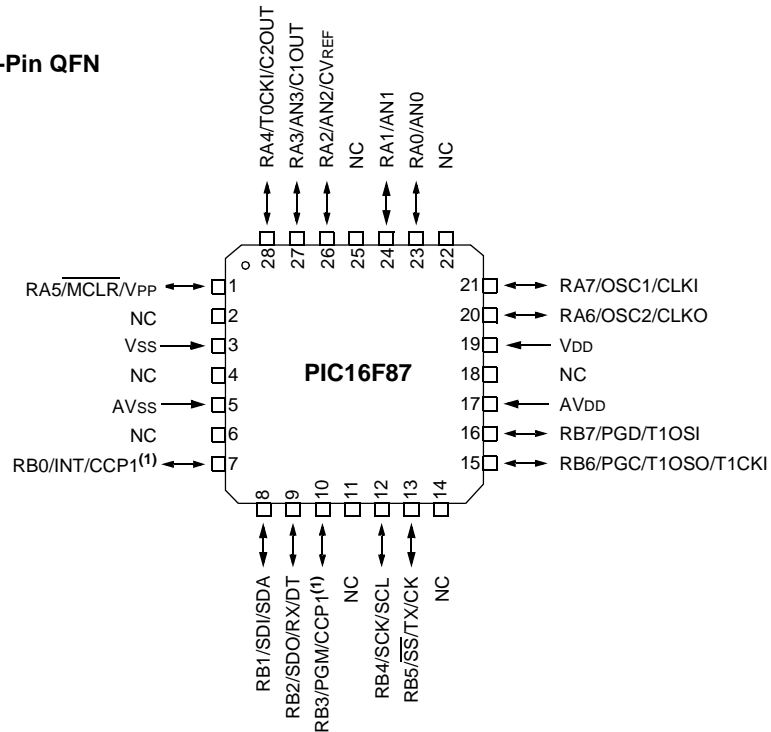 -Pin QFN
RA4/T0CKI/C2OUT
RA3/AN3/C1OUT
RA2/AN2/CVREF
NC
RA1/AN1
RA0/AN0
NC
28 27 26 25 24 23 22
RA5/MCLR/VPP 1
NC 2
VSS 3
NC 4
AVSS 5
NC 6
RB0/INT/CCP1(1) 7
PIC16F87
21 RA7/OSC1/CLKI
20 RA6/OSC2/CLKO
19 VDD
18 NC
17 AVDD
16 RB7/PGD/T1OSI
15 RB6/PGC/T1OSO/T1CKI
8 9 10 11 12 13 14
RB1/SDI/SDA
RB2/SDO/RX/DT
RB3/PGM/CCP1(1)
NC
RB4/SCK/SCL
RB5/SS/TX/CK
NC